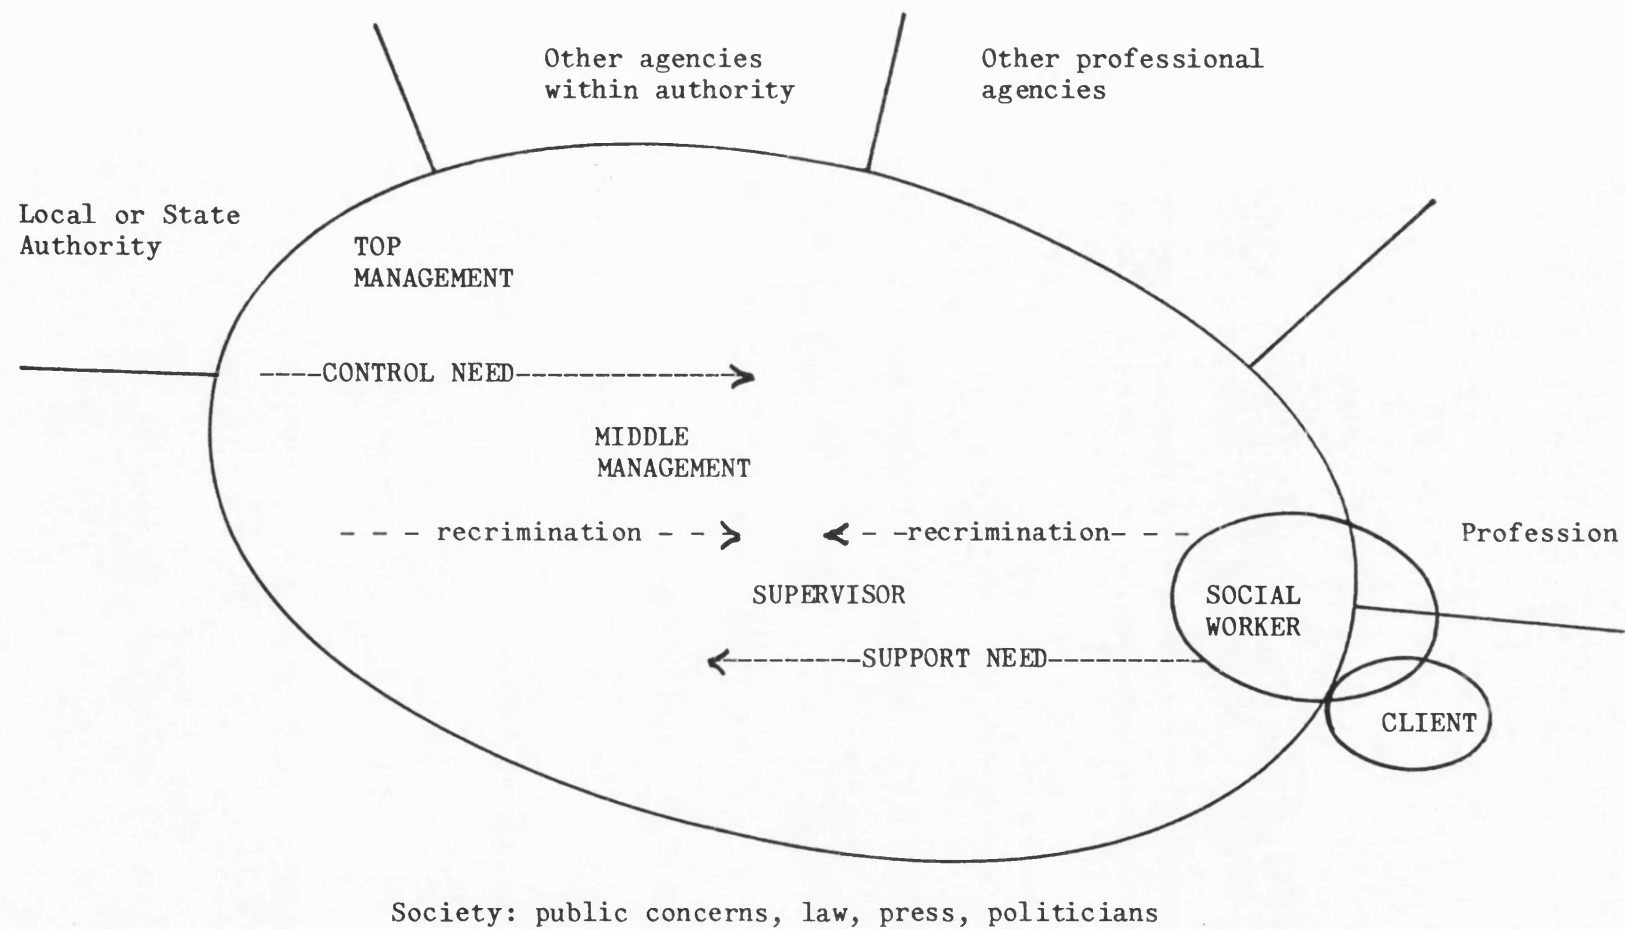 Other agencies
within authority
Other professional
agencies
Local or State
Authority
TOP
MANAGEMENT
CONTROL NEED
MIDDLE
MANAGEMENT
recrimination
recrimination
Profession
SUPERVISOR
SOCIAL
WORKER
SUPPORT NEED
CLIENT
Society: public concerns, law, press, politicians